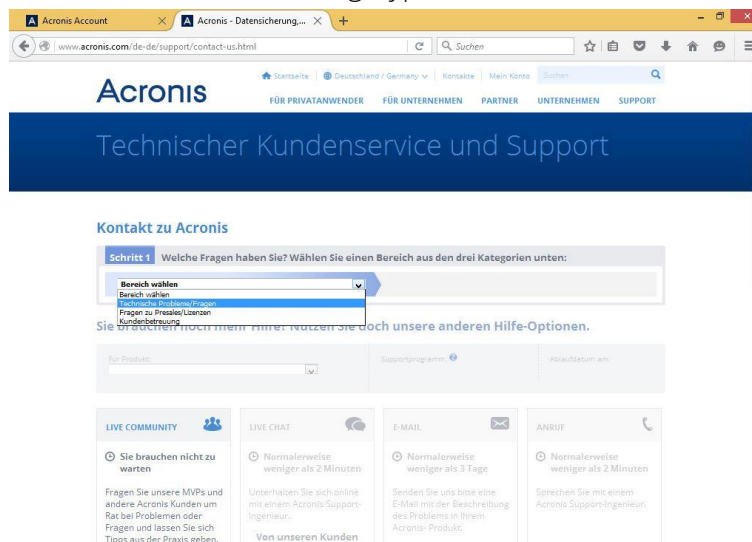 Acronis Account
Acronis - Datensicherung,...
www.acronis.com/de-de/support/contact-us.html
Suchen
Acronis
Startseite
Deutschland / Germany
Kontakte
Mein Konto
Suchen
FÜR PRIVATANWENDER
FÜR UNTERNEHMEN
PARTNER
UNTERNEHMEN
SUPPORT
Technischer Kundenservice und Support
Kontakt zu Acronis
Schritt 1 Welche Fragen haben Sie? Wählen Sie einen Bereich aus den drei Kategorien unten:
Bereich wählen
Bereich wählen
Technische Probleme/Fragen
Fragen zu Presales/Lizenzen
Kundenbetreuung
Sie brauchen noch mehr Hilfe? Nutzen Sie doch unsere anderen Hilfe-Optionen.
Für Produkt:
Supportprogramm:
Ablaufdatum am:
LIVE COMMUNITY
Sie brauchen nicht zu
warten
Fragen Sie unsere MVPs und
andere Acronis Kunden um
Rat bei Problemen oder
Fragen und lassen Sie sich
Tipps aus der Praxis geben.
LIVE CHAT
Normalerweise
weniger als 2 Minuten
Unterhalten Sie sich online
mit einem Acronis Support-
Ingenieur.
Von unseren Kunden
E-MAIL
Normalerweise
weniger als 3 Tage
Senden Sie uns bitte eine
E-Mail mit der Beschreibung
des Problems in Ihrem
Acronis- Produkt.
ANRUF
Normalerweise
weniger als 2 Minuten
Sprechen Sie mit einem
Acronis Support-Ingenieur.